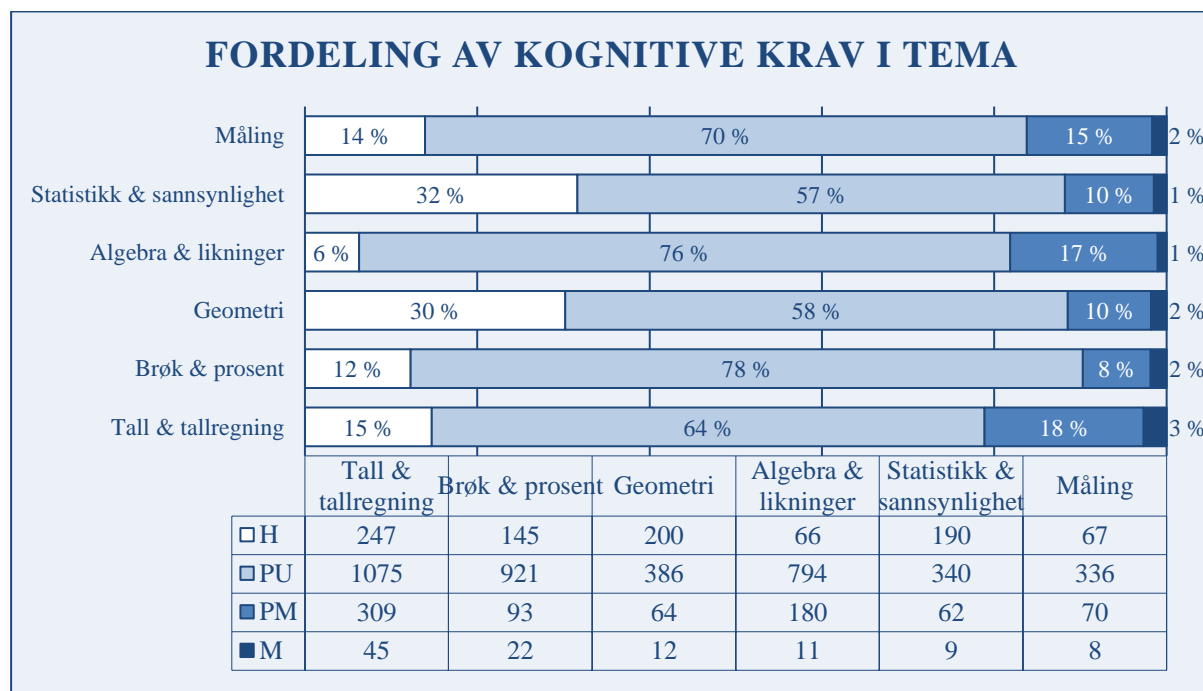 FORDELING AV KOGNITIVE KRAV I TEMA
Måling 14 % 70 % 15 % 2 %
Statistikk & sannsynlighet 32 % 57 % 10 % 1 %
Algebra & likninger 6 % 76 % 17 % 1 %
Geometri 30 % 58 % 10 % 2 %
Brøk & prosent 12 % 78 % 8 % 2 %
Tall & tallregning 15 % 64 % 18 % 3 %
Tall & tallregning Brøk & prosent Geometri Algebra & likninger Statistikk & sannsynlighet Måling
H 247 145 200 66 190 67
PU 1075 921 386 794 340 336
PM 309 93 64 180 62 70
M 45 22 12 11 9 8